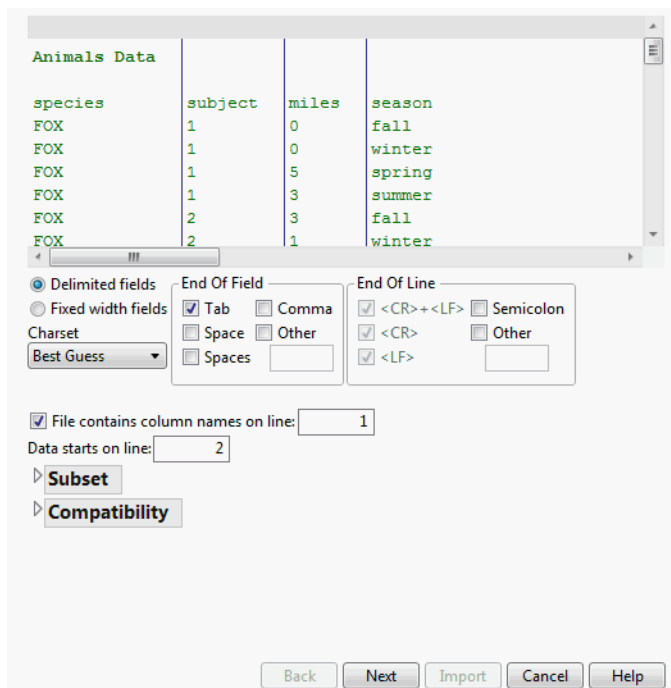 Animals Data
species subject miles season
FOX 1 0 fall
FOX 1 0 winter
FOX 1 5 spring
FOX 1 3 summer
FOX 2 3 fall
FOX 2 1 winter
Delimited fields
Fixed width fields
Charset
Best Guess
End Of Field
Tab Comma
Space Other
Spaces
End Of Line
<CR>+<LF> Semicolon
<CR> Other
<LF>
File contains column names on line: 1
Data starts on line: 2
Subset
Compatibility
Back Next Import Cancel Help